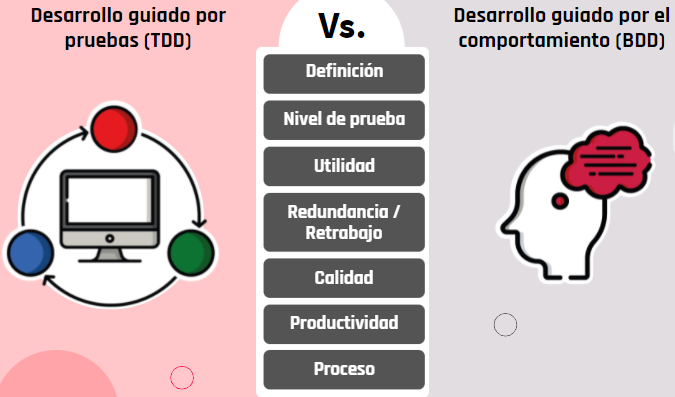 Desarrollo guiado por
pruebas (TDD)
Vs.
Desarrollo guiado por el
comportamiento (BDD)
Definición
Nivel de prueba
Utilidad
Redundancia /
Retrabajo
Calidad
Productividad
Proceso